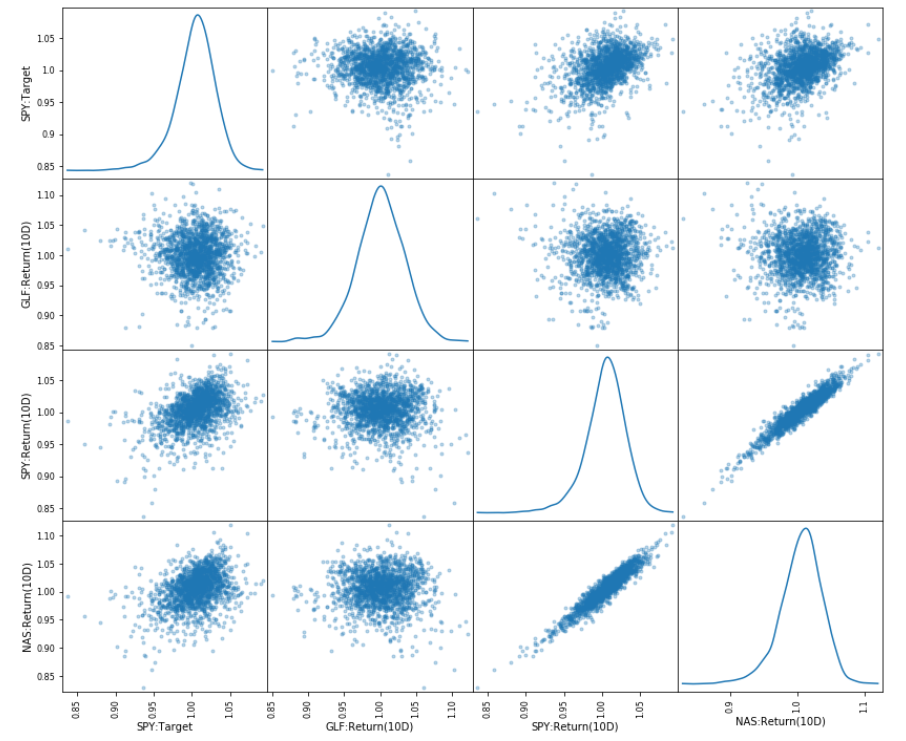 SPY:Target
1.05
1.0
0.95
0.9
0.85
GLF:Return(10D)
1.10
1.05
1.00
0.95
0.90
0.85
SPY:Return(10D)
1.05
1.00
0.95
0.90
0.85
NAS:Return(10D)
1.10
1.05
1.00
0.95
0.90
0.85
0.85 0.90 0.95 1.00 1.05
0.85 0.90 0.95 1.00 1.05 1.10
0.85 0.90 0.95 1.00 1.05
0.9 1.0 1.1
SPY:Target
GLF:Return(10D)
SPY:Return(10D)
NAS:Return(10D)